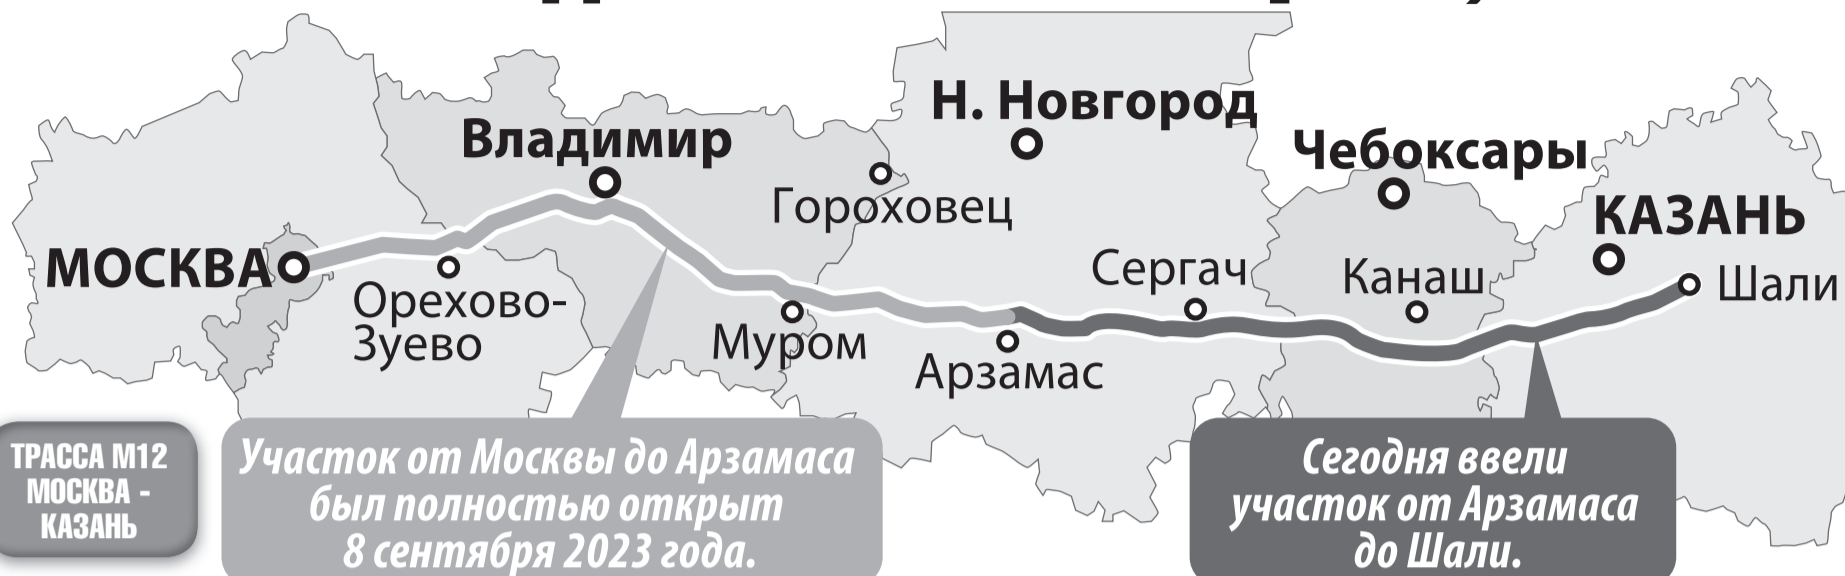 Н. Новгород
Владимир
Чебоксары
Гороховец
КАЗАНЬ
МОСКВА
Сергач
Канаш
Шали
Орехово-
Зуево
Муром
Арзамас
ТРАССА М12
МОСКВА -
КАЗАНЬ
Участок от Москвы до Арзамаса
был полностью открыт
8 сентября 2023 года.
Сегодня ввели
участок от Арзамаса
до Шали.